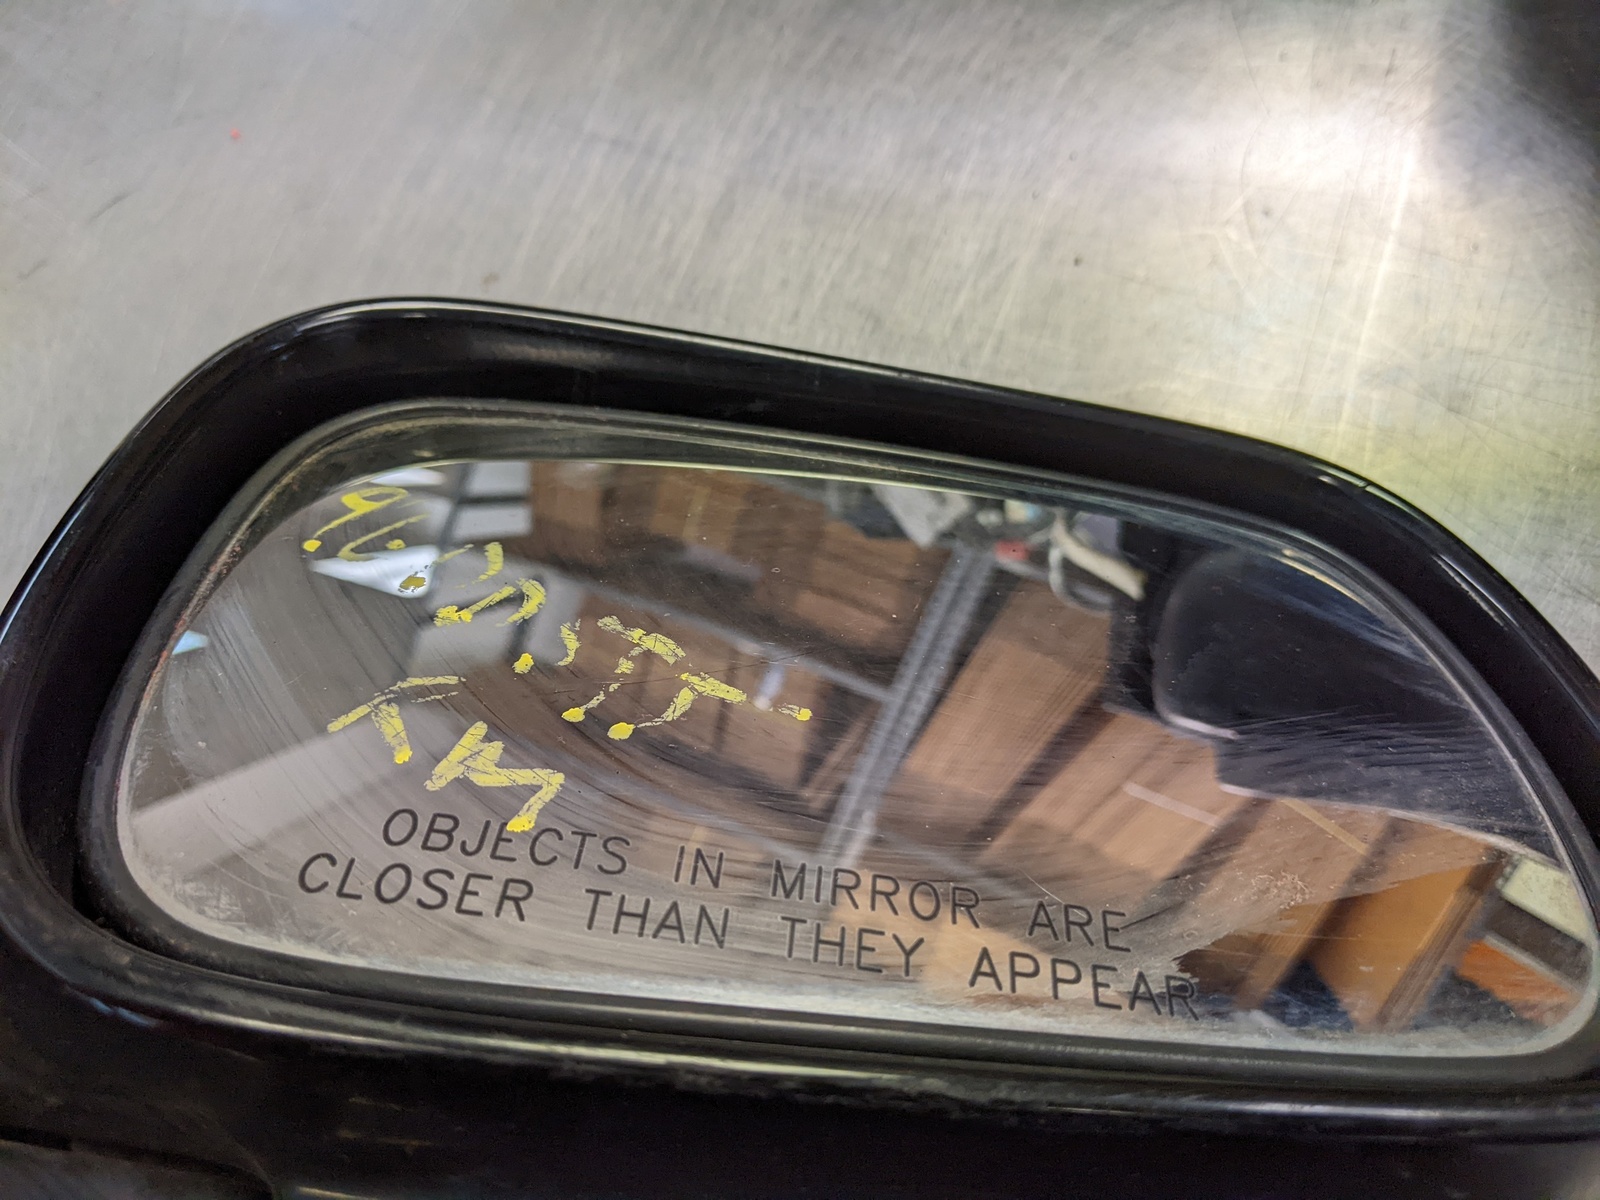 OBJECTS IN MIRROR ARE
CLOSER THAN THEY APPEAR